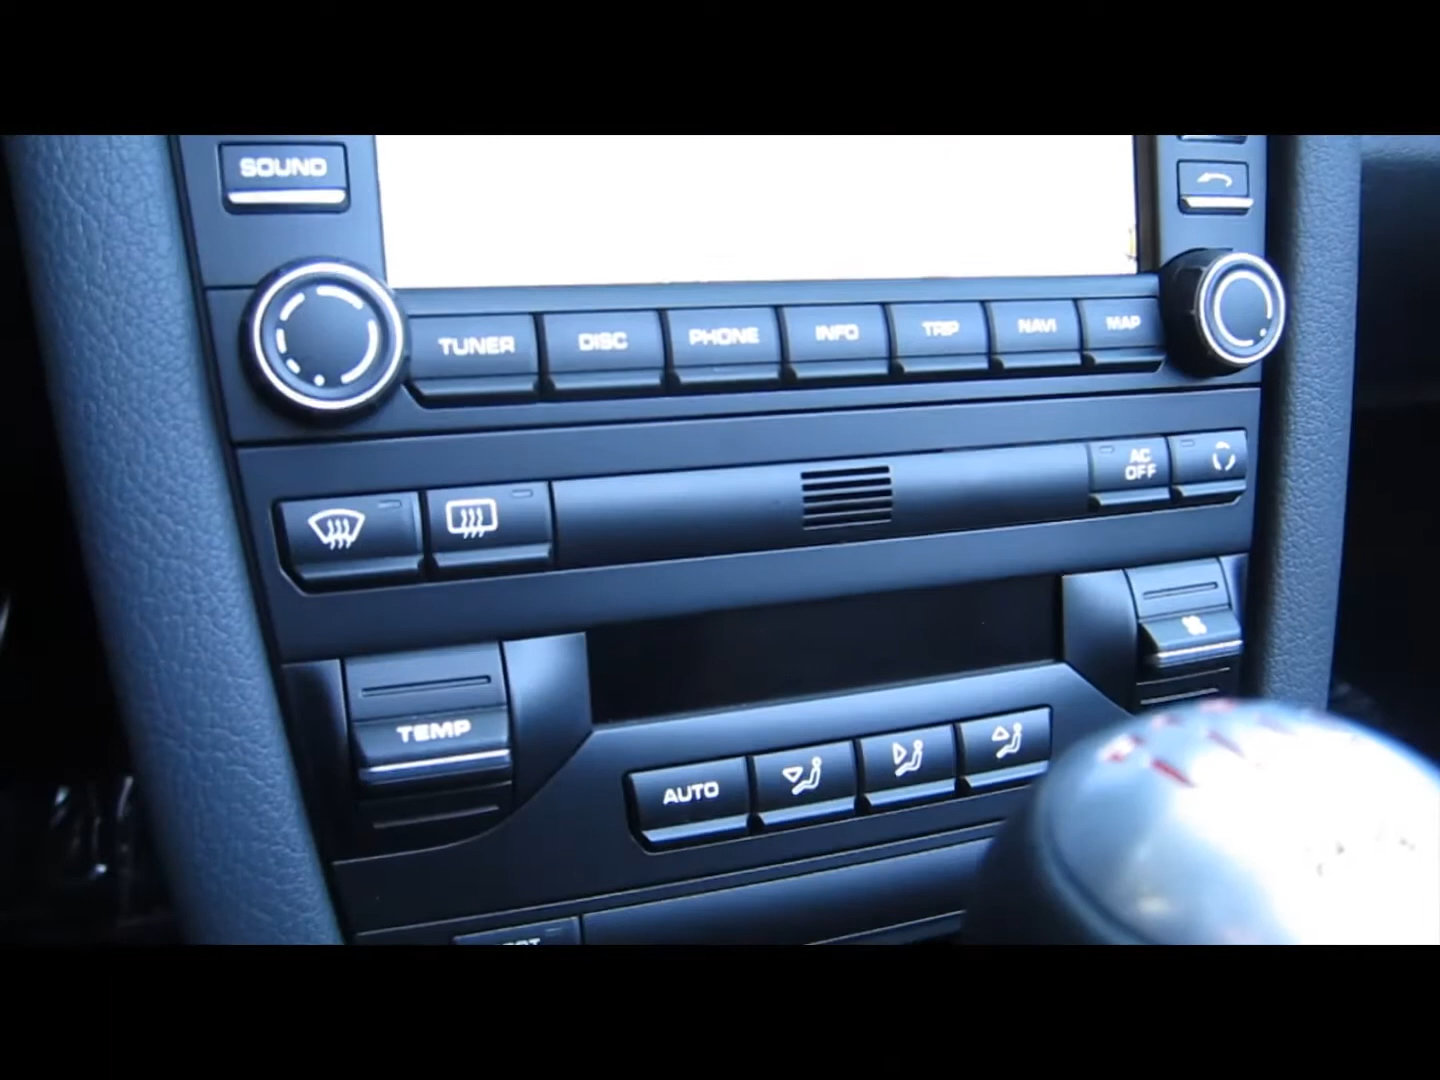 SOUND
TUNER
DISC
PHONE
INFO
TRIP
NAVI
MAP
AC
OFF
TEMP
AUTO